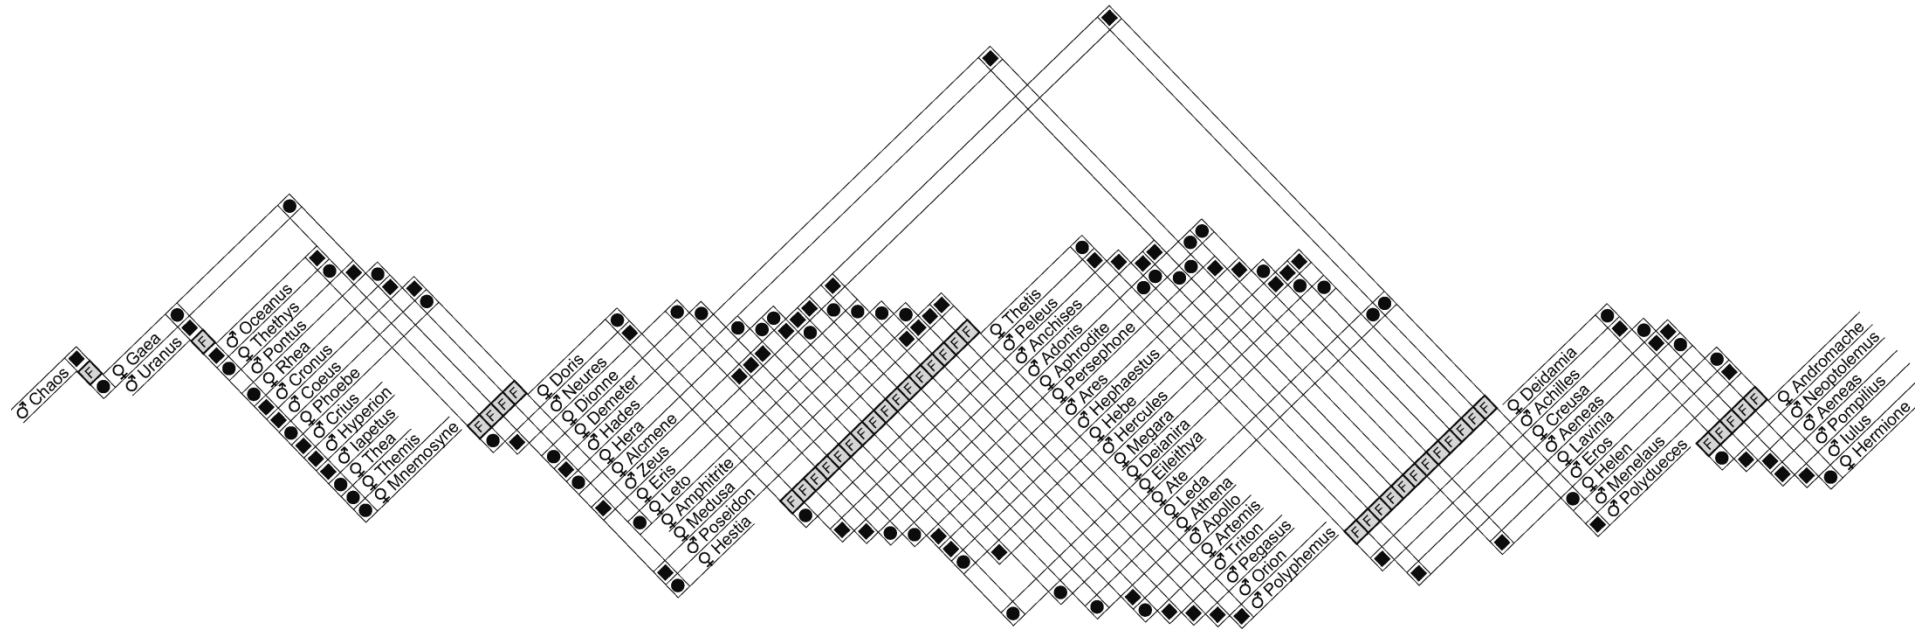 ♂ Chaos
F
♀ Gaea
♂ Uranus
F
♂ Oceanus
♀ Thethys
♂ Pontus
♀ Rhea
♂ Cronus
♂ Coeus
♀ Phoebe
♂ Crius
♂ Hyperion
♂ Iapetus
♀ Thea
♀ Themis
♀ Mnemosyne
F F F F
♀ Doris
♂ Neures
♀ Dionne
♀ Demeter
♂ Hades
♀ Hera
♀ Alcmene
♂ Zeus
♀ Eris
♀ Leto
♀ Amphitrite
♀ Medusa
♂ Poseidon
♀ Hestia
F F F F F F F F F F F F F F F F
♀ Thetis
♂ Peleus
♂ Anchises
♂ Adonis
♀ Aphrodite
♀ Persephone
♂ Ares
♂ Hephaestus
♀ Hebe
♂ Hercules
♀ Megara
♀ Deianira
♀ Eileithya
♀ Ate
♀ Leda
♀ Athena
♂ Apollo
♀ Artemis
♂ Triton
♂ Pegasus
♂ Orion
♂ Polyphemus
F F F F F F F F F F F F
♀ Deidamia
♂ Achilles
♀ Creusa
♂ Aeneas
♀ Lavinia
♂ Eros
♀ Helen
♂ Menelaus
♂ Polydueces
F F F F F
♀ Andromache
♂ Neoptolemus
♂ Aeneas
♂ Pompilius
♂ Iulus
♀ Hermione